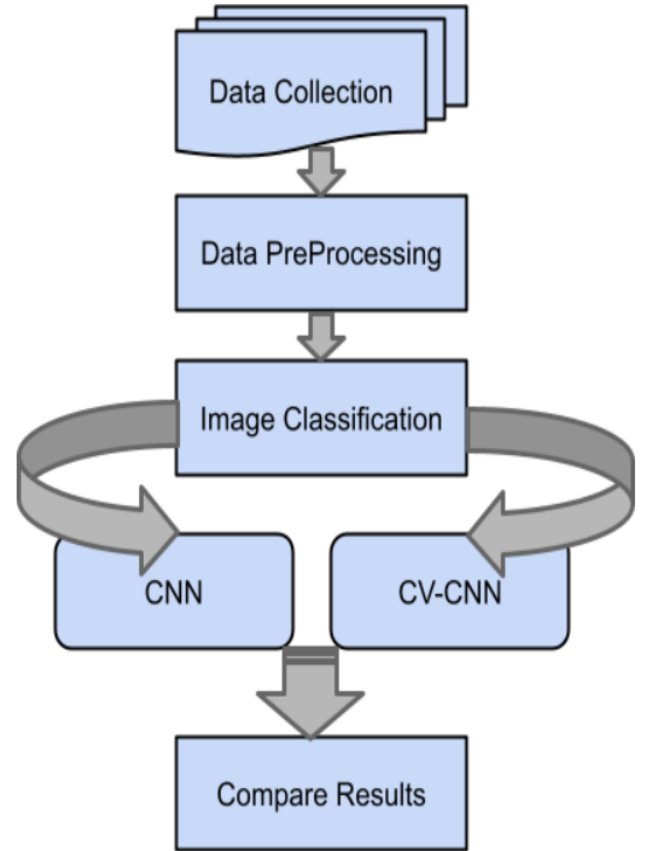 Data Collection
Data PreProcessing
Image Classification
CNN
CV-CNN
Compare Results